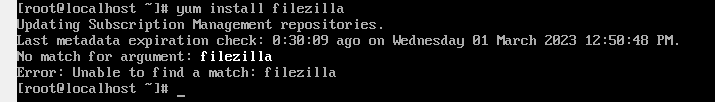 [root@localhost ~]# yum install filezilla
Updating Subscription Management repositories.
Last metadata expiration check: 0:30:09 ago on Wednesday 01 March 2023 12:50:48 PM.
No match for argument: filezilla
Error: Unable to find a match: filezilla
[root@localhost ~]# _